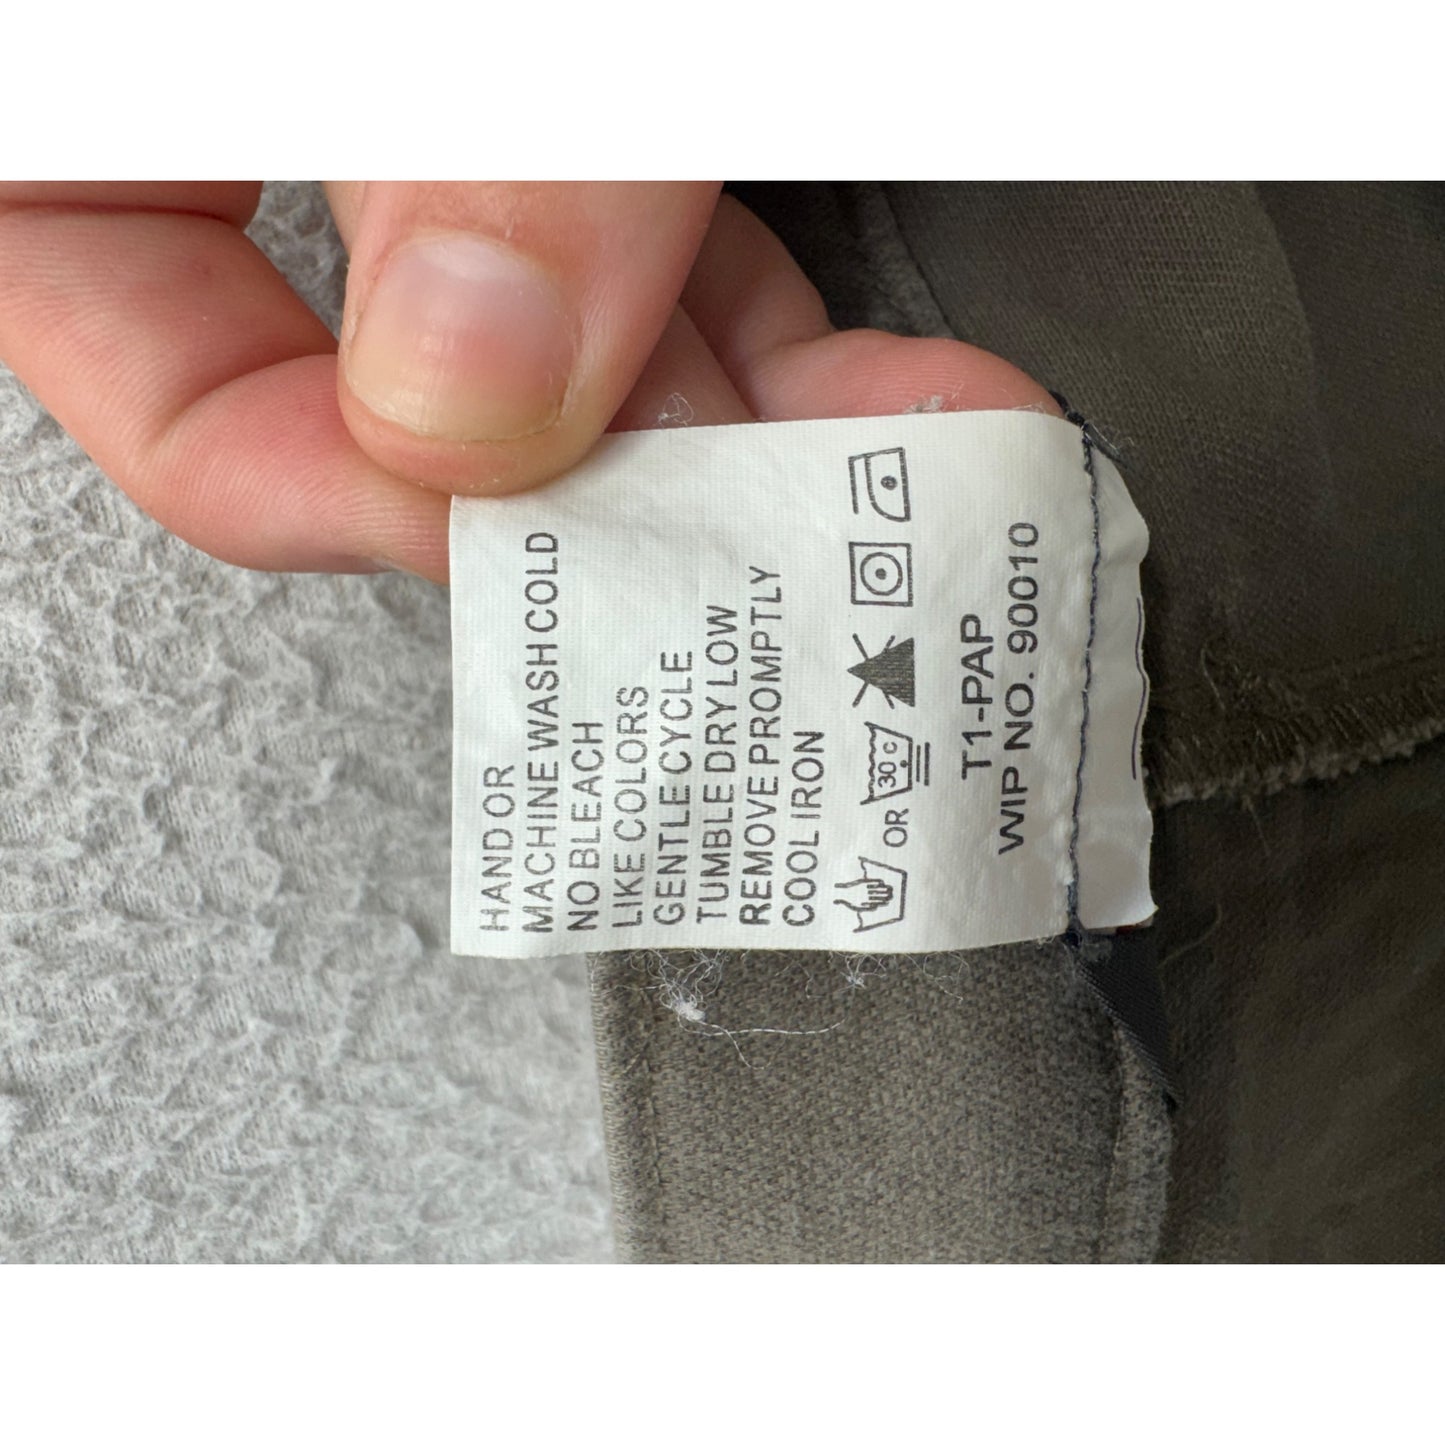 HAND OR
MACHINE WASH COLD
NO BLEACH
LIKE COLORS
GENTLE CYCLE
TUMBLE DRY LOW
REMOVE PROMPTLY
COOL IRON
OR 30 C
T1-PAP
WIP NO. 90010